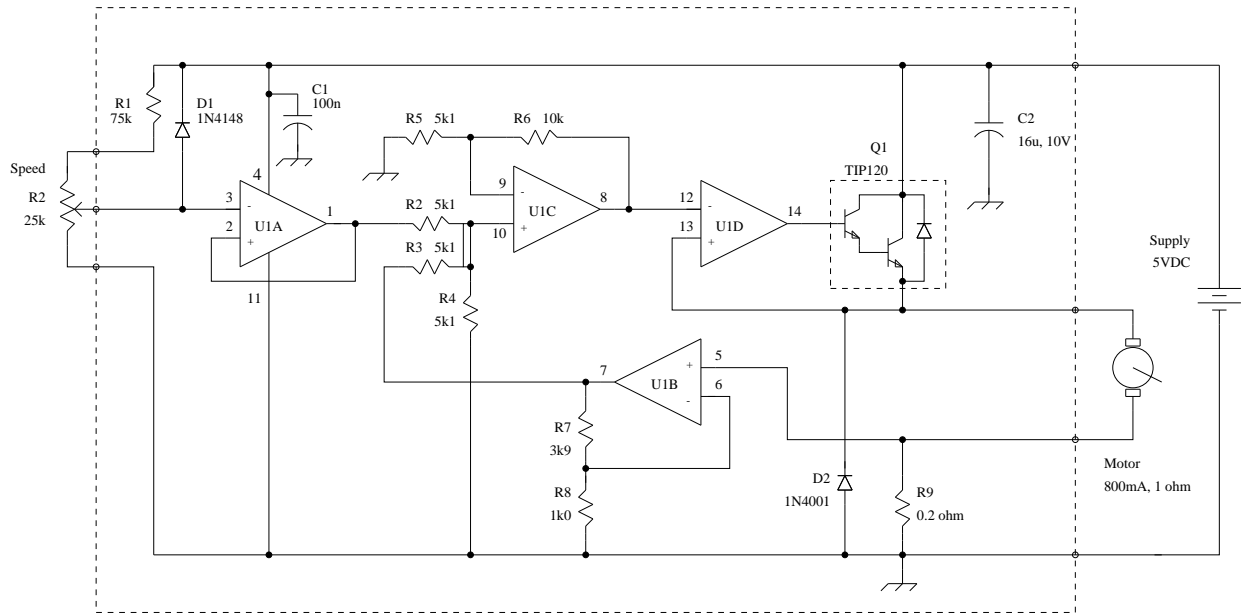 R1
75k
D1
1N4148
C1
100n
R5 5k1
R6 10k
Q1
TIP120
C2
16u, 10V
Speed
R2
25k
4
3
-
2
+
U1A
1
11
R2 5k1
R3 5k1
R4
5k1
9
-
10
+
U1C
8
12
-
13
+
U1D
14
Supply
5VDC
7
U1B
+
5
-
6
R7
3k9
R8
1k0
D2
1N4001
R9
0.2 ohm
Motor
800mA, 1 ohm